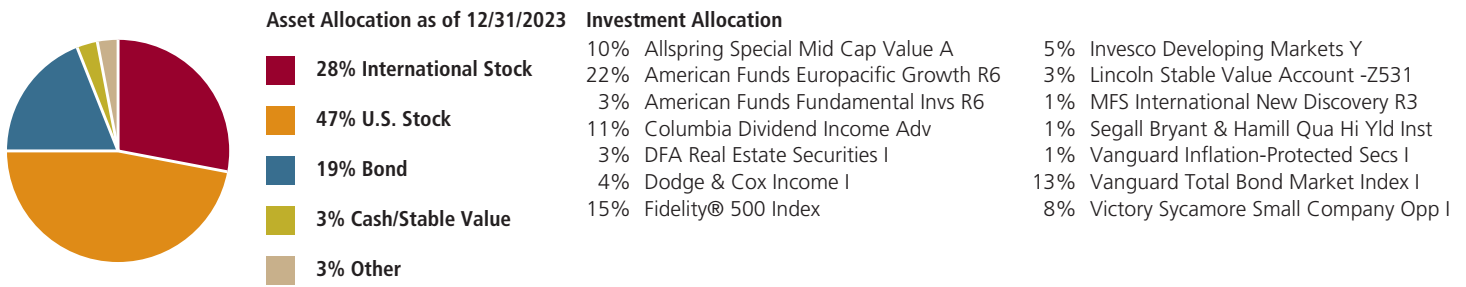 Asset Allocation as of 12/31/2023
28% International Stock
47% U.S. Stock
19% Bond
3% Cash/Stable Value
3% Other
Investment Allocation
10% Allspring Special Mid Cap Value A
22% American Funds Europacific Growth R6
3% American Funds Fundamental Invs R6
11% Columbia Dividend Income Adv
3% DFA Real Estate Securities I
4% Dodge & Cox Income I
15% Fidelity® 500 Index
5% Invesco Developing Markets Y
3% Lincoln Stable Value Account -Z531
1% MFS International New Discovery R3
1% Segall Bryant & Hamill Qua Hi Yld Inst
1% Vanguard Inflation-Protected Secs I
13% Vanguard Total Bond Market Index I
8% Victory Sycamore Small Company Opp I